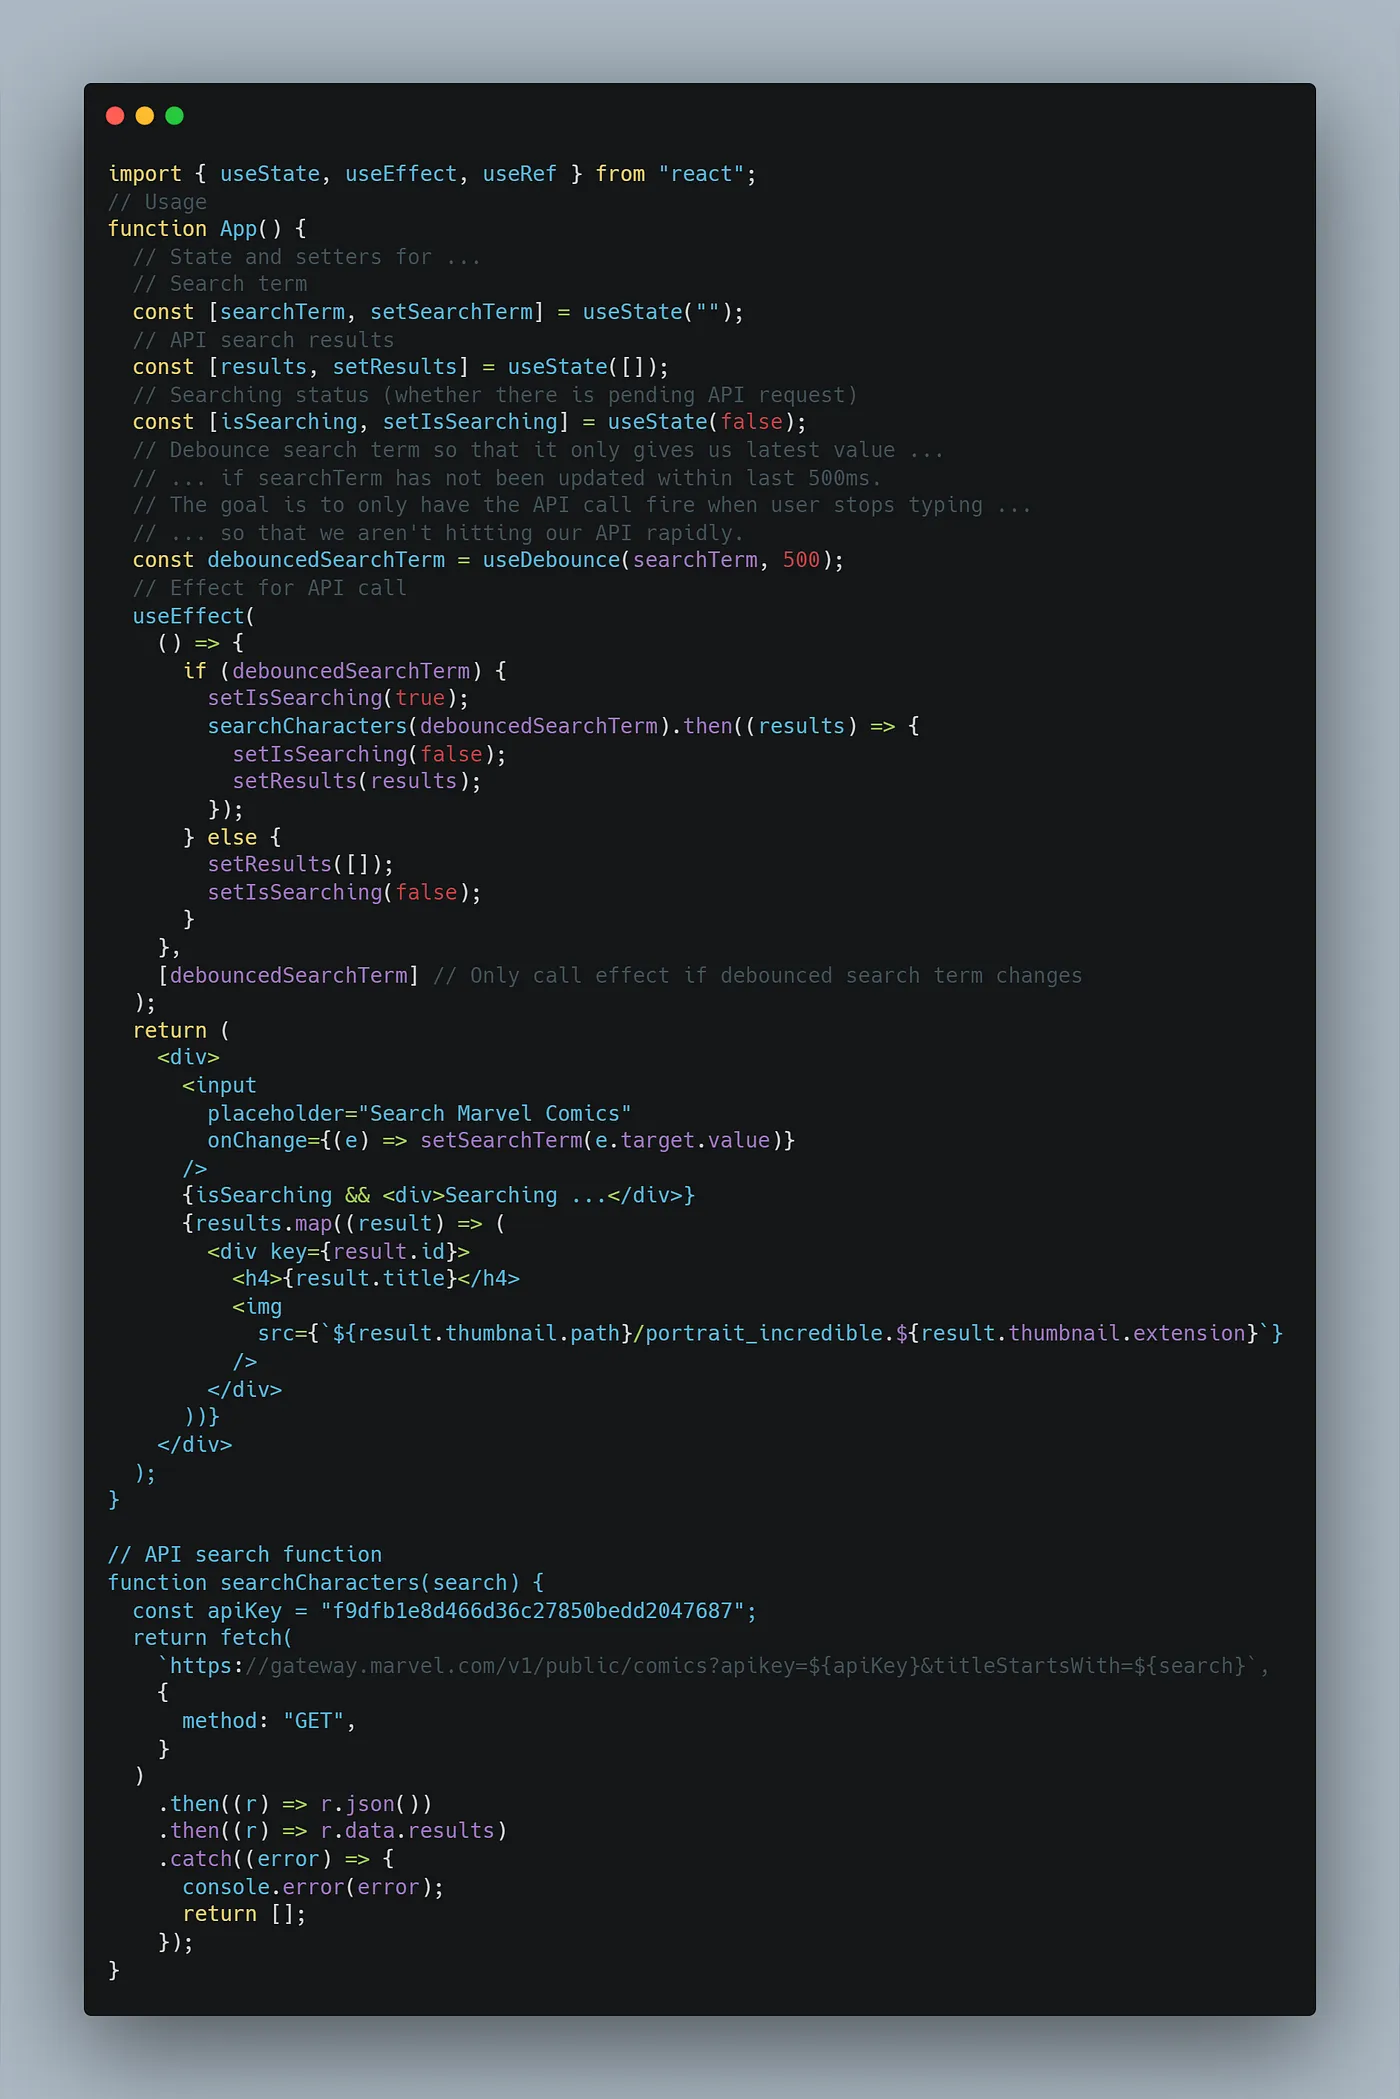 import { useState, useEffect, useRef } from "react";
// Usage
function App() {
  // State and setters for ...
  // Search term
  const [searchTerm, setSearchTerm] = useState("");
  // API search results
  const [results, setResults] = useState([]);
  // Searching status (whether there is pending API request)
  const [isSearching, setIsSearching] = useState(false);
  // Debounce search term so that it only gives us latest value ...
  // ... if searchTerm has not been updated within last 500ms.
  // The goal is to only have the API call fire when user stops typing ...
  // ... so that we aren't hitting our API rapidly.
  const debouncedSearchTerm = useDebounce(searchTerm, 500);
  // Effect for API call
  useEffect(
    () => {
      if (debouncedSearchTerm) {
        setIsSearching(true);
        searchCharacters(debouncedSearchTerm).then((results) => {
          setIsSearching(false);
          setResults(results);
        });
      } else {
        setResults([]);
        setIsSearching(false);
      }
    },
    [debouncedSearchTerm] // Only call effect if debounced search term changes
  );
  return (
    <div>
      <input
        placeholder="Search Marvel Comics"
        onChange={(e) => setSearchTerm(e.target.value)}
      />
      {isSearching && <div>Searching ...</div>}
      {results.map((result) => (
        <div key={result.id}>
          <h4>{result.title}</h4>
          <img
            src={`${result.thumbnail.path}/portrait_incredible.${result.thumbnail.extension}`}
          />
        </div>
      ))}
    </div>
  );
}

// API search function
function searchCharacters(search) {
  const apiKey = "f9dfb1e8d466d36c27850bedd2047687";
  return fetch(
    `https://gateway.marvel.com/v1/public/comics?apikey=${apiKey}&titleStartsWith=${search}`,
    {
      method: "GET",
    }
  )
    .then((r) => r.json())
    .then((r) => r.data.results)
    .catch((error) => {
      console.error(error);
      return [];
    });
}